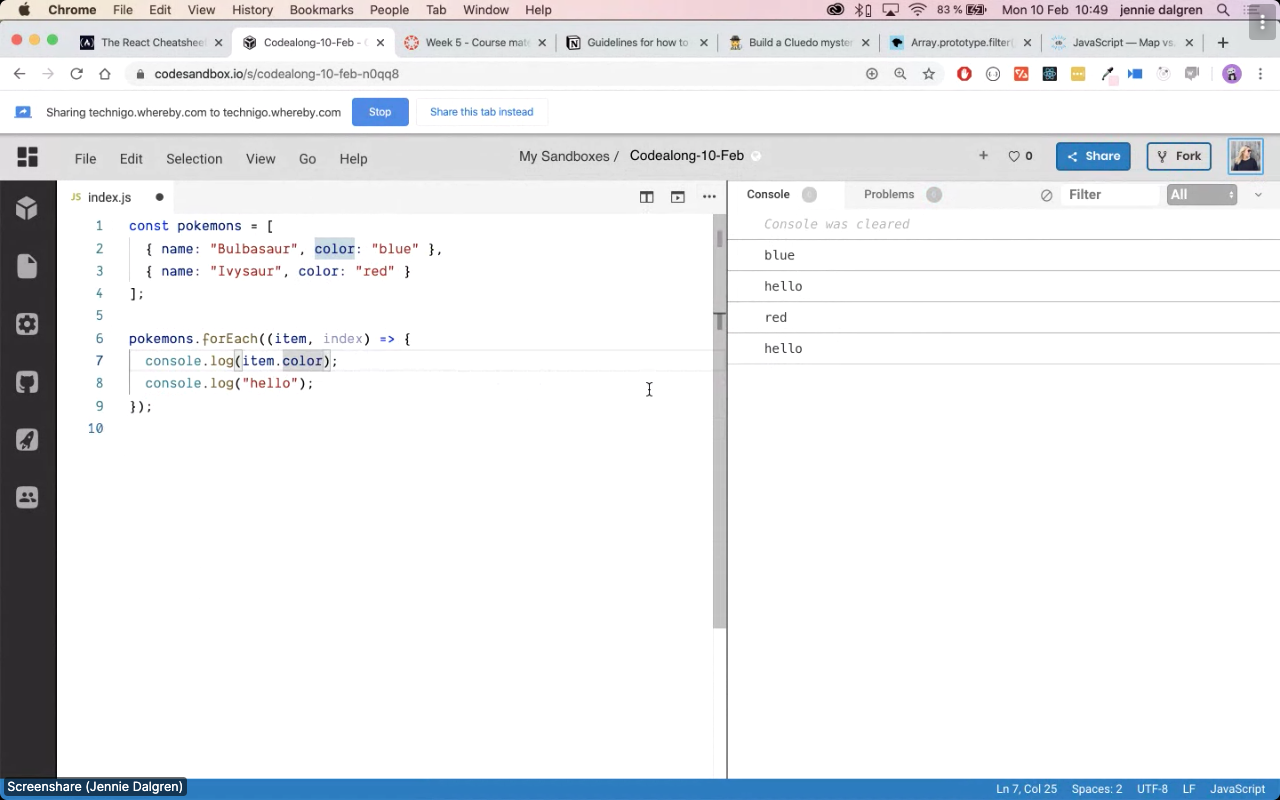 Chrome File Edit View History Bookmarks People Tab Window Help 83 % Mon 10 Feb 10:49 jennie dalgren
The React Cheatsheet Codealong-10-Feb - C Week 5 - Course mate Guidelines for how to Build a Cluedo myster Array.prototype.filter( JavaScript — Map vs.
codesandbox.io/s/codealong-10-feb-n0qq8
Sharing technigo.whereby.com to technigo.whereby.com Stop Share this tab instead
File Edit Selection View Go Help My Sandboxes / Codealong-10-Feb 0 Share Fork
JS index.js
1 const pokemons = [
2 { name: "Bulbasaur", color: "blue" },
3 { name: "Ivysaur", color: "red" }
4 ];
5
6 pokemons.forEach((item, index) => {
7 console.log(item.color);
8 console.log("hello");
9 });
10
Console Problems Filter All
Console was cleared
blue
hello
red
hello
Screenshare (Jennie Dalgren)
Ln 7, Col 25 Spaces: 2 UTF-8 LF JavaScript